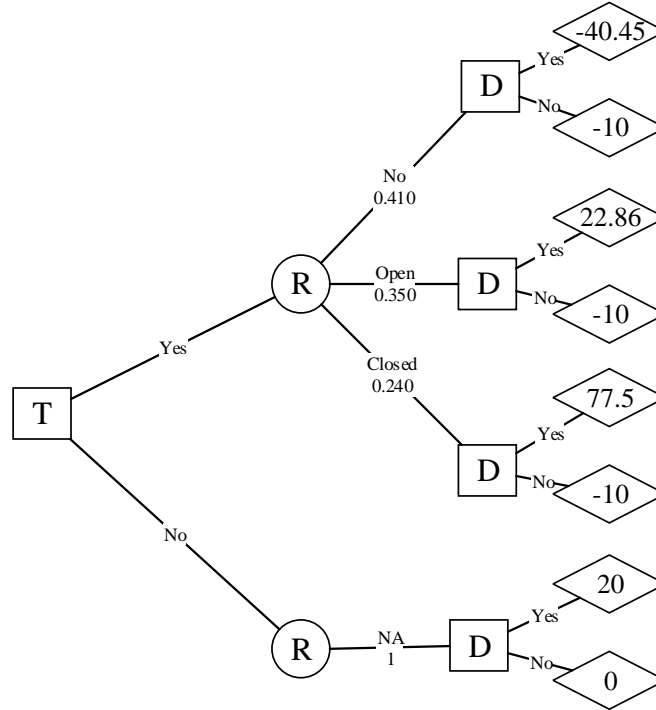 -40.45
Yes
D
No
-10
No
0.410
22.86
Yes
R
Open
0.350
D
No
-10
Yes
Closed
0.240
77.5
Yes
T
D
No
-10
No
20
Yes
R
NA
1
D
No
0